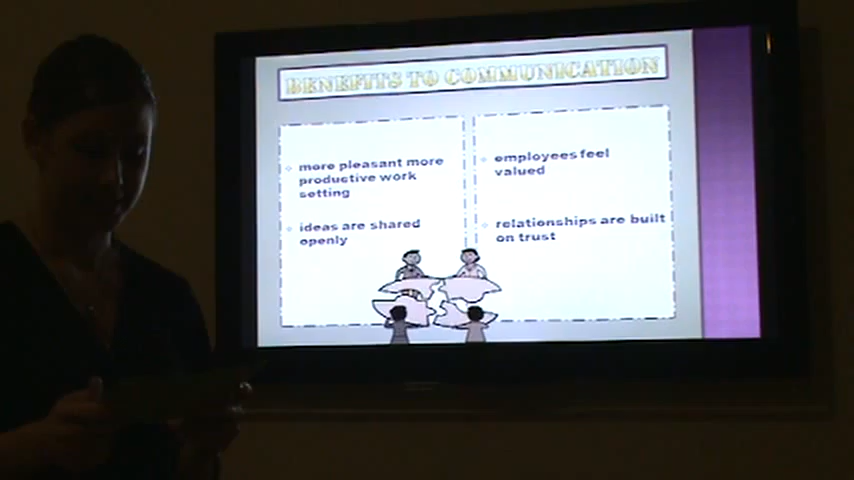 BENEFITS TO COMMUNICATION
more pleasant more
productive work
setting
ideas are shared
openly
employees feel
valued
relationships are built
on trust